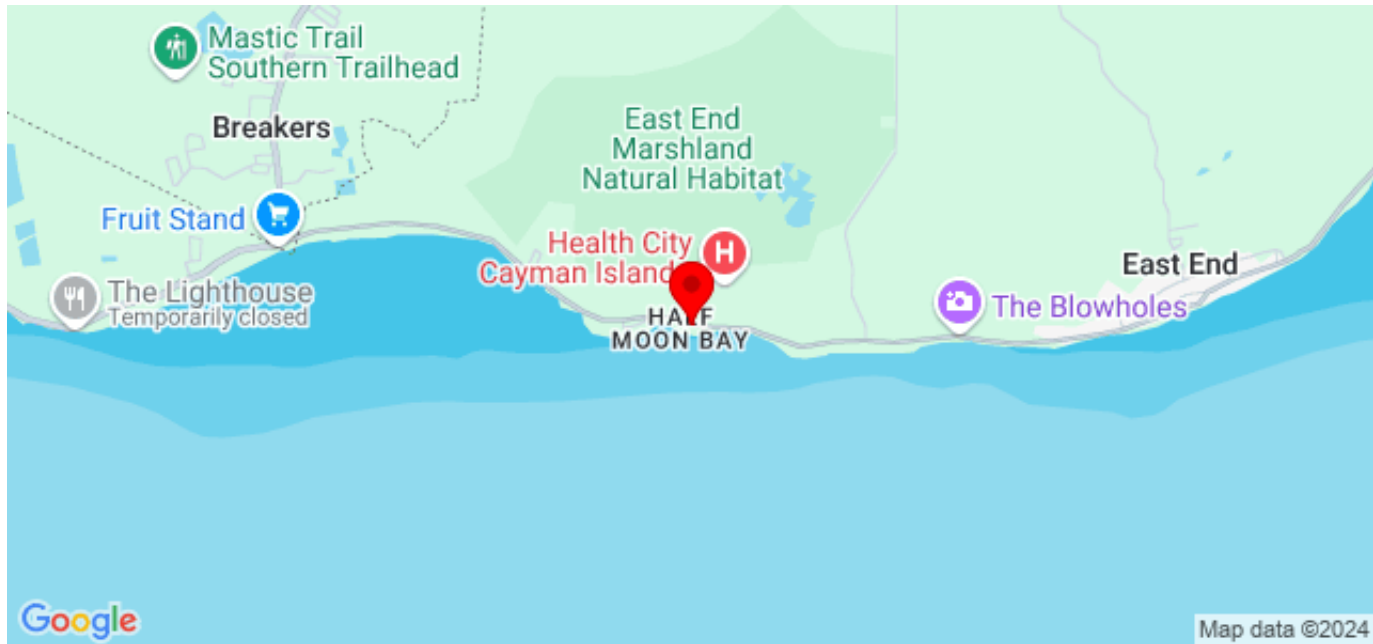 Mastic Trail
Southern Trailhead
Breakers
East End
Marshland
Natural Habitat
Fruit Stand
Health City
Cayman Island
East End
The Lighthouse
Temporarily closed
The Blowholes
HALF
MOON BAY
Google
Map data ©2024